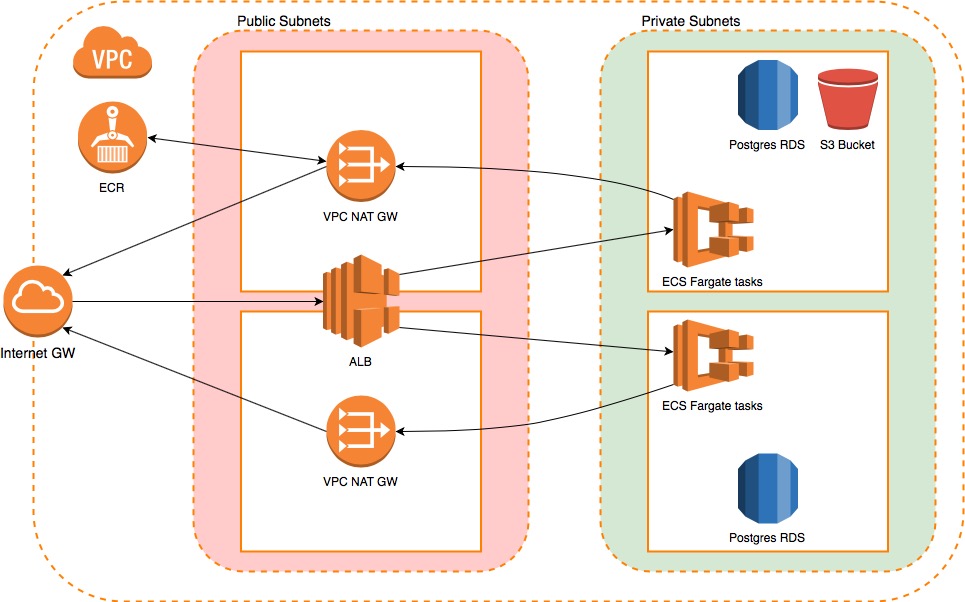 Public Subnets
Private Subnets
VPC
ECR
VPC NAT GW
Postgres RDS
S3 Bucket
ECS Fargate tasks
Internet GW
ALB
ECS Fargate tasks
VPC NAT GW
Postgres RDS